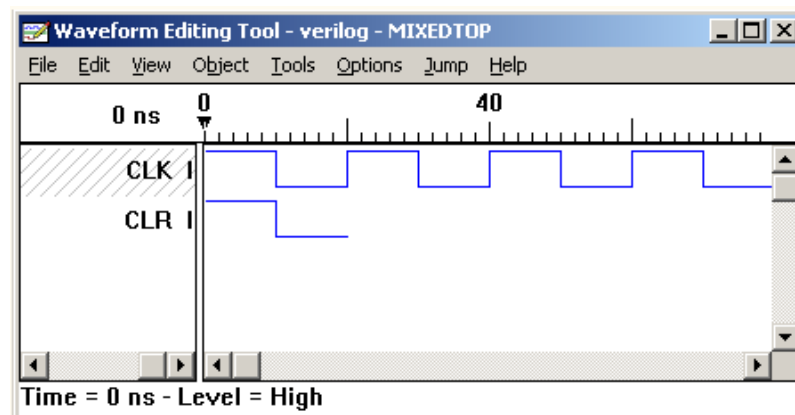 Waveform Editing Tool - verilog - MIXEDTOP
File Edit View Object Tools Options Jump Help
0 ns 0 40
CLK I
CLR I
Time = 0 ns - Level = High